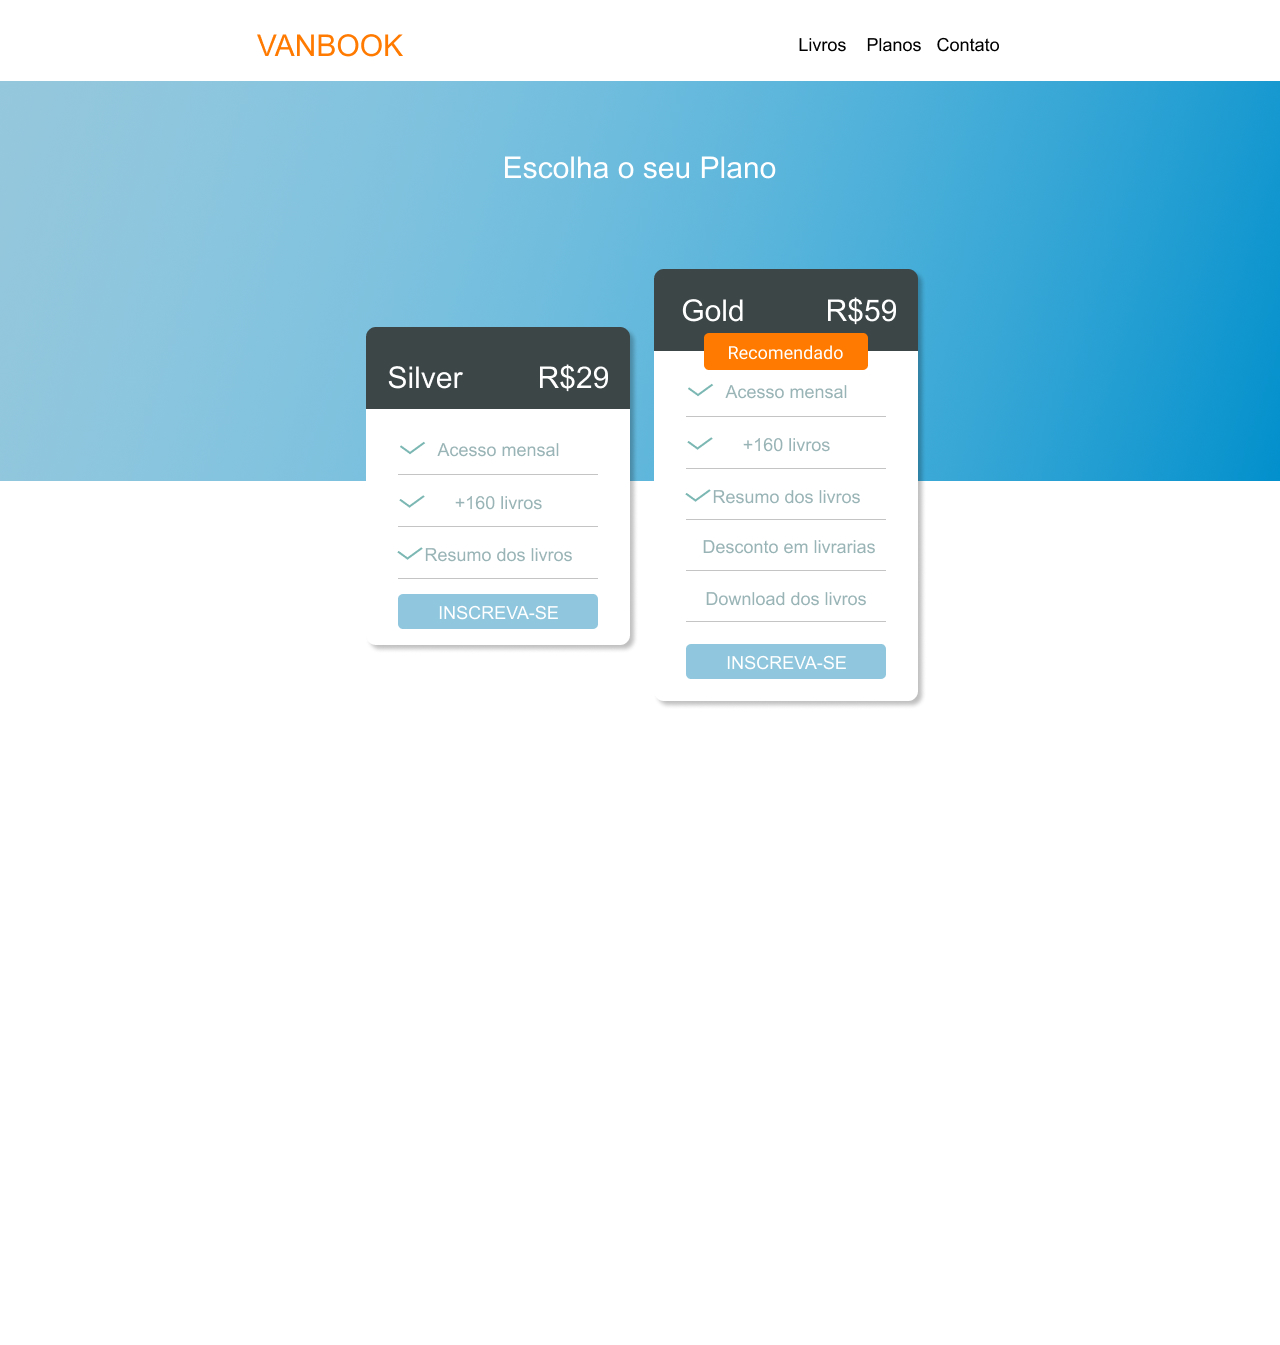 VANBOOK
Livros Planos Contato
Escolha o seu Plano
Silver R$29
Acesso mensal
+160 livros
Resumo dos livros
INSCREVA-SE
Gold R$59
Recomendado
Acesso mensal
+160 livros
Resumo dos livros
Desconto em livrarias
Download dos livros
INSCREVA-SE